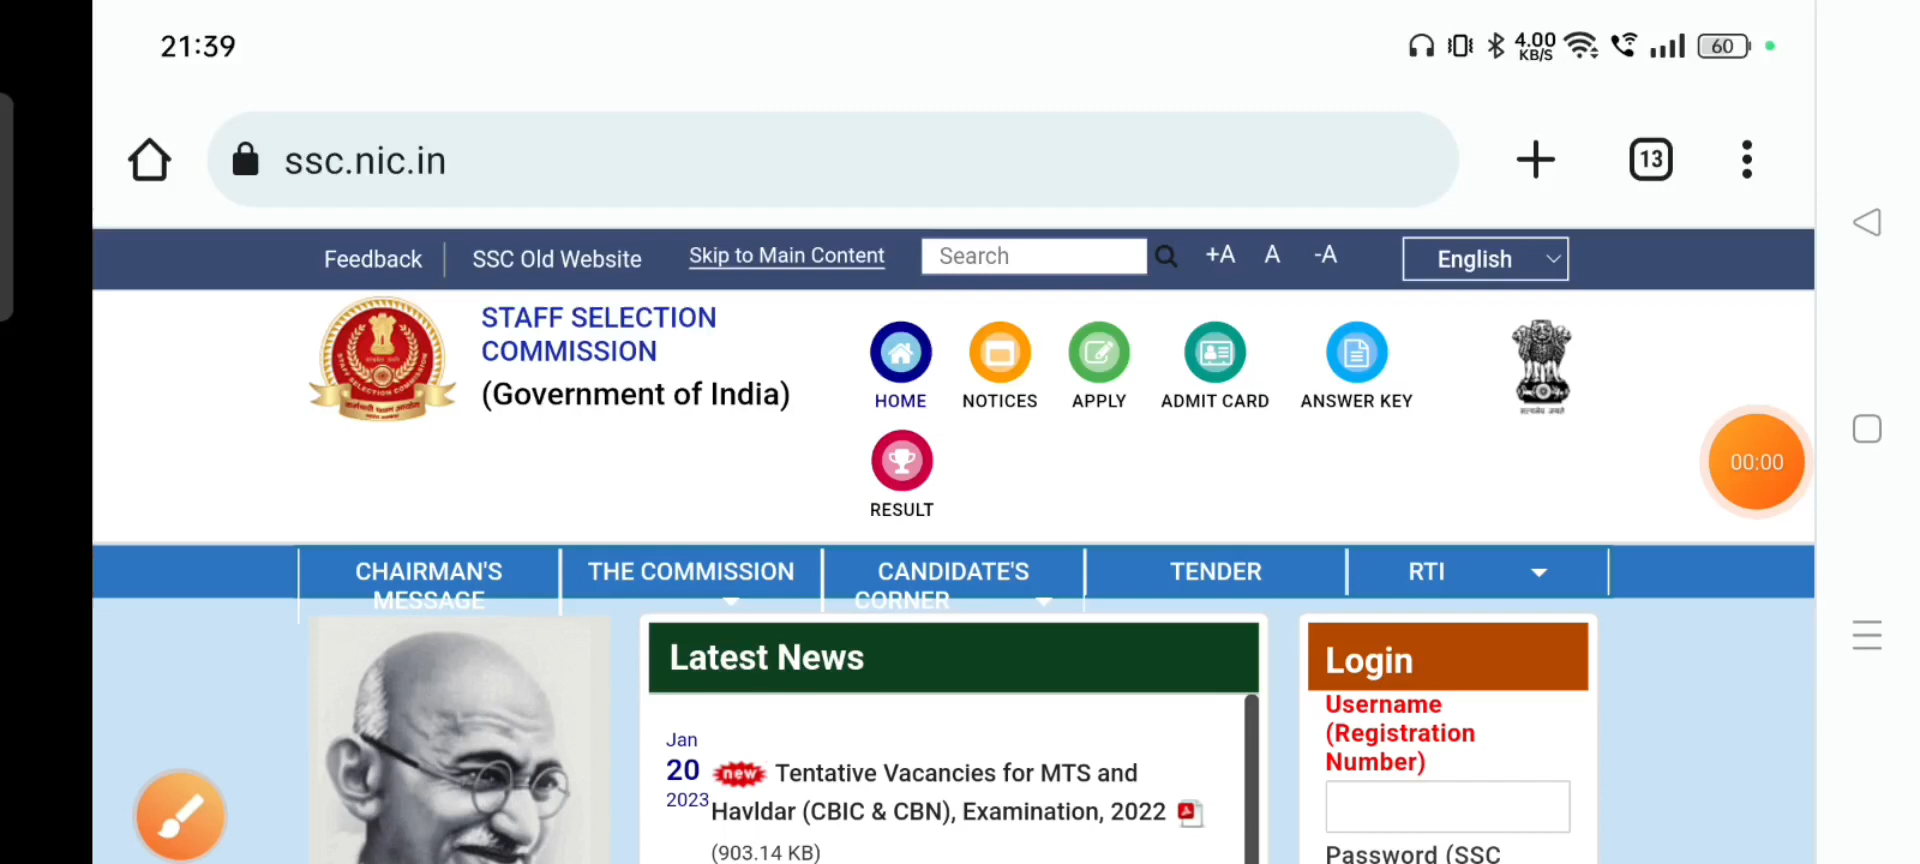 21:39
4.00
KB/S
60
ssc.nic.in
13
Feedback
SSC Old Website
Skip to Main Content
Search
+A
A
-A
English
STAFF SELECTION
COMMISSION
(Government of India)
HOME
NOTICES
APPLY
ADMIT CARD
ANSWER KEY
RESULT
00:00
CHAIRMAN'S
MESSAGE
THE COMMISSION
CANDIDATE'S
CORNER
TENDER
RTI
Latest News
Jan
20
2023
new Tentative Vacancies for MTS and
Havldar (CBIC & CBN), Examination, 2022
(903.14 KB)
Login
Username
(Registration
Number)
Password (SSC